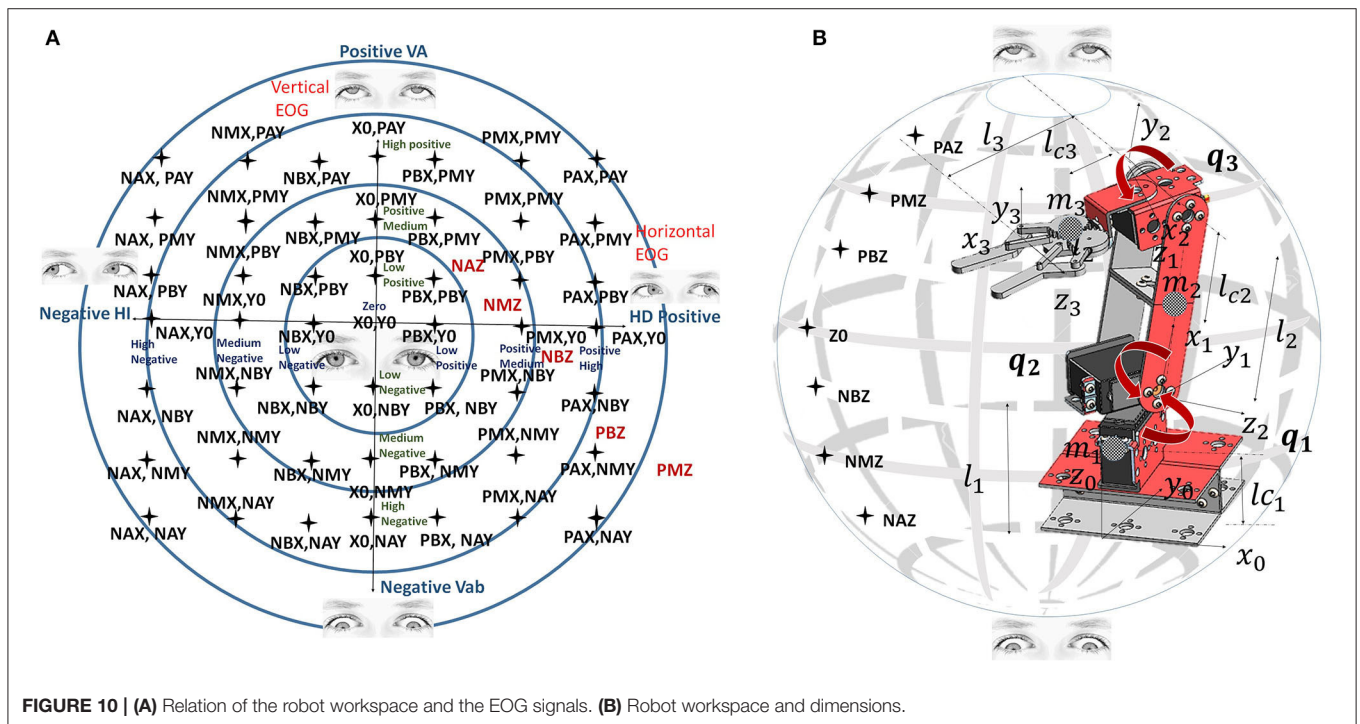 A
B
Positive VA
Vertical
EOG
X0,PAY
High positive
NMX,PAY
PMX,PMY
NAX, PAY
NBX,PAY
PBX,PMY
PAX,PAY
NMX,PMY
X0,PMY
PMX,PMY
Positive
Medium
Horizontal
EOG
NAX, PMY
NMX,PBY
NBX,PMY
PBX,PMY
PAX,PMY
X0,PBY
NAZ
PMX,PBY
Low
Positive
NAX, PBY
NMX,Y0
NBX,PBY
PBX,PBY
NMZ
PAX,PBY
Zero
Negative HI
X0,Y0
HD Positive
NAX,Y0
NBX,Y0
PBX,Y0
PMX,Y0
PAX,Y0
High
Negative
Medium
Negative
Low
Negative
Low
Positive
Positive
Medium
NBZ
Positive
High
NMX,NBY
Low
Negative
PMX,NBY
NAX, NBY
NBX,NBY
X0,NBY
PBX, NBY
PAX,NBY
PBZ
NMX,NMY
Medium
Negative
PMX,NMY
NAX, NMY
NBX,NMY
PBX,NMY
PAX,NMY
PMZ
X0,NMY
High
Negative
NMX,NAY
PMX,NAY
NAX, NAY
NBX,NAY
X0,NAY
PBX, NAY
PAX,NAY
Negative Vab
PAZ
PMZ
PBZ
Z0
NBZ
NMZ
NAZ
l3
lc3
y2
q3
m3
y3
x3
x2
z1
z3
m2
lc2
l2
x1
y1
q2
z2
q1
m1
z0
y0
l1
lc1
x0
FIGURE 10 | (A) Relation of the robot workspace and the EOG signals. (B) Robot workspace and dimensions.